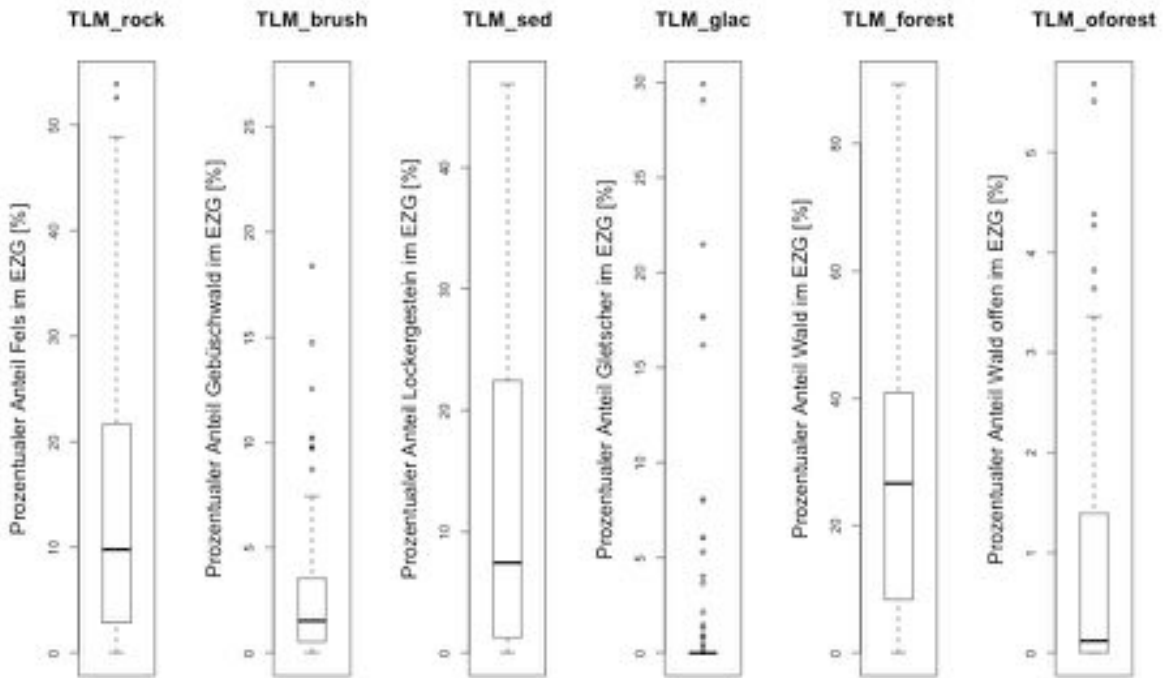 TLM_rock
TLM_brush
TLM_sed
TLM_glac
TLM_forest
TLM_oforest
Prozentualer Anteil Fels im EZG [%]
0
10
20
30
40
50
Prozentualer Anteil Gebüschwald im EZG [%]
0
5
10
15
20
25
Prozentualer Anteil Lockergestein im EZG [%]
0
10
20
30
40
Prozentualer Anteil Gletscher im EZG [%]
0
5
10
15
20
25
30
Prozentualer Anteil Wald im EZG [%]
0
20
40
60
80
Prozentualer Anteil Wald offen im EZG [%]
0
1
2
3
4
5